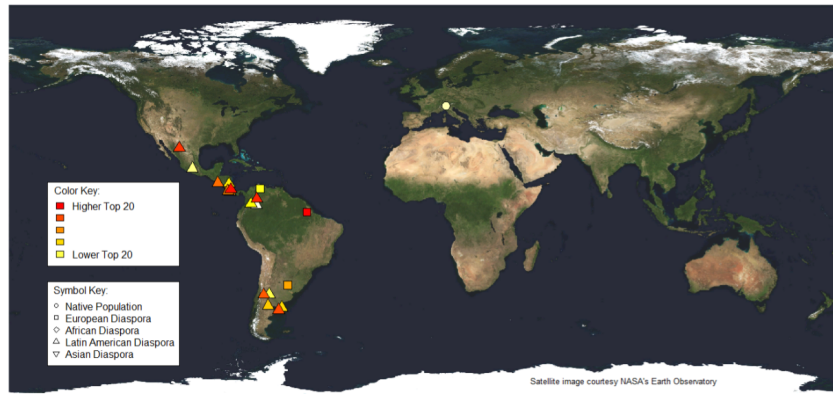 Color Key:
Higher Top 20
Lower Top 20
Symbol Key:
Native Population
European Diaspora
African Diaspora
Latin American Diaspora
Asian Diaspora
Satellite image courtesy NASA's Earth Observatory